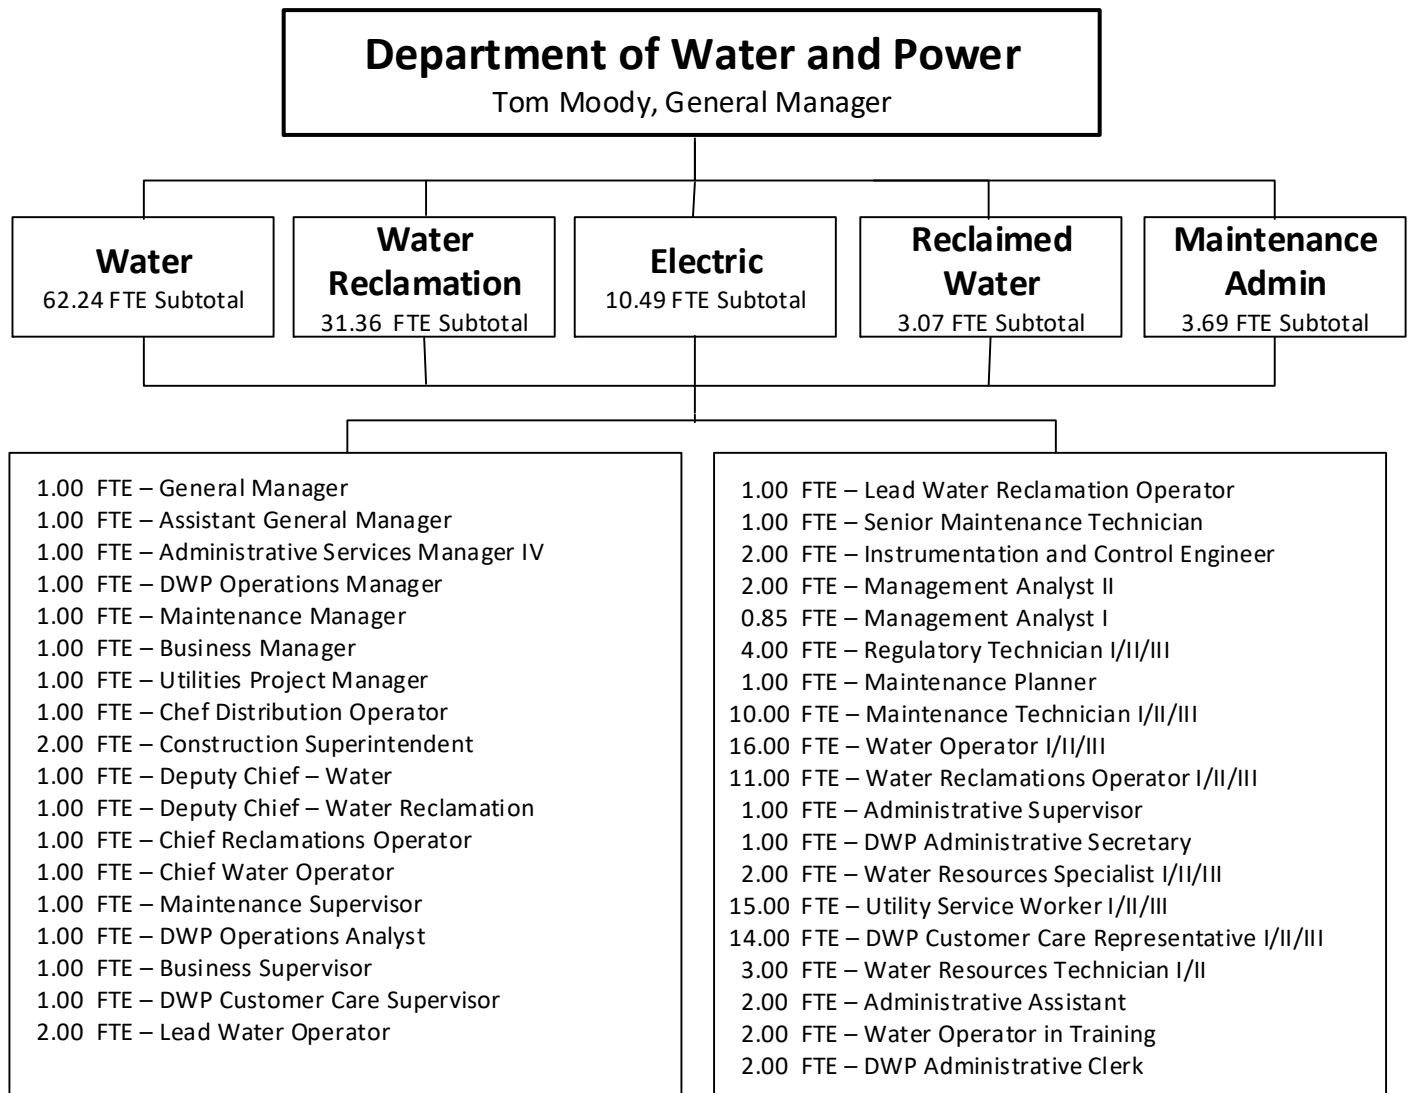 Department of Water and Power
Tom Moody, General Manager
Water
62.24 FTE Subtotal
Water
Reclamation
31.36 FTE Subtotal
Electric
10.49 FTE Subtotal
Reclaimed
Water
3.07 FTE Subtotal
Maintenance
Admin
3.69 FTE Subtotal
1.00 FTE – General Manager
1.00 FTE – Assistant General Manager
1.00 FTE – Administrative Services Manager IV
1.00 FTE – DWP Operations Manager
1.00 FTE – Maintenance Manager
1.00 FTE – Business Manager
1.00 FTE – Utilities Project Manager
1.00 FTE – Chef Distribution Operator
2.00 FTE – Construction Superintendent
1.00 FTE – Deputy Chief – Water
1.00 FTE – Deputy Chief – Water Reclamation
1.00 FTE – Chief Reclamations Operator
1.00 FTE – Chief Water Operator
1.00 FTE – Maintenance Supervisor
1.00 FTE – DWP Operations Analyst
1.00 FTE – Business Supervisor
1.00 FTE – DWP Customer Care Supervisor
2.00 FTE – Lead Water Operator
1.00 FTE – Lead Water Reclamation Operator
1.00 FTE – Senior Maintenance Technician
2.00 FTE – Instrumentation and Control Engineer
2.00 FTE – Management Analyst II
0.85 FTE – Management Analyst I
4.00 FTE – Regulatory Technician I/II/III
1.00 FTE – Maintenance Planner
10.00 FTE – Maintenance Technician I/II/III
16.00 FTE – Water Operator I/II/III
11.00 FTE – Water Reclamations Operator I/II/III
1.00 FTE – Administrative Supervisor
1.00 FTE – DWP Administrative Secretary
2.00 FTE – Water Resources Specialist I/II/III
15.00 FTE – Utility Service Worker I/II/III
14.00 FTE – DWP Customer Care Representative I/II/III
3.00 FTE – Water Resources Technician I/II
2.00 FTE – Administrative Assistant
2.00 FTE – Water Operator in Training
2.00 FTE – DWP Administrative Clerk